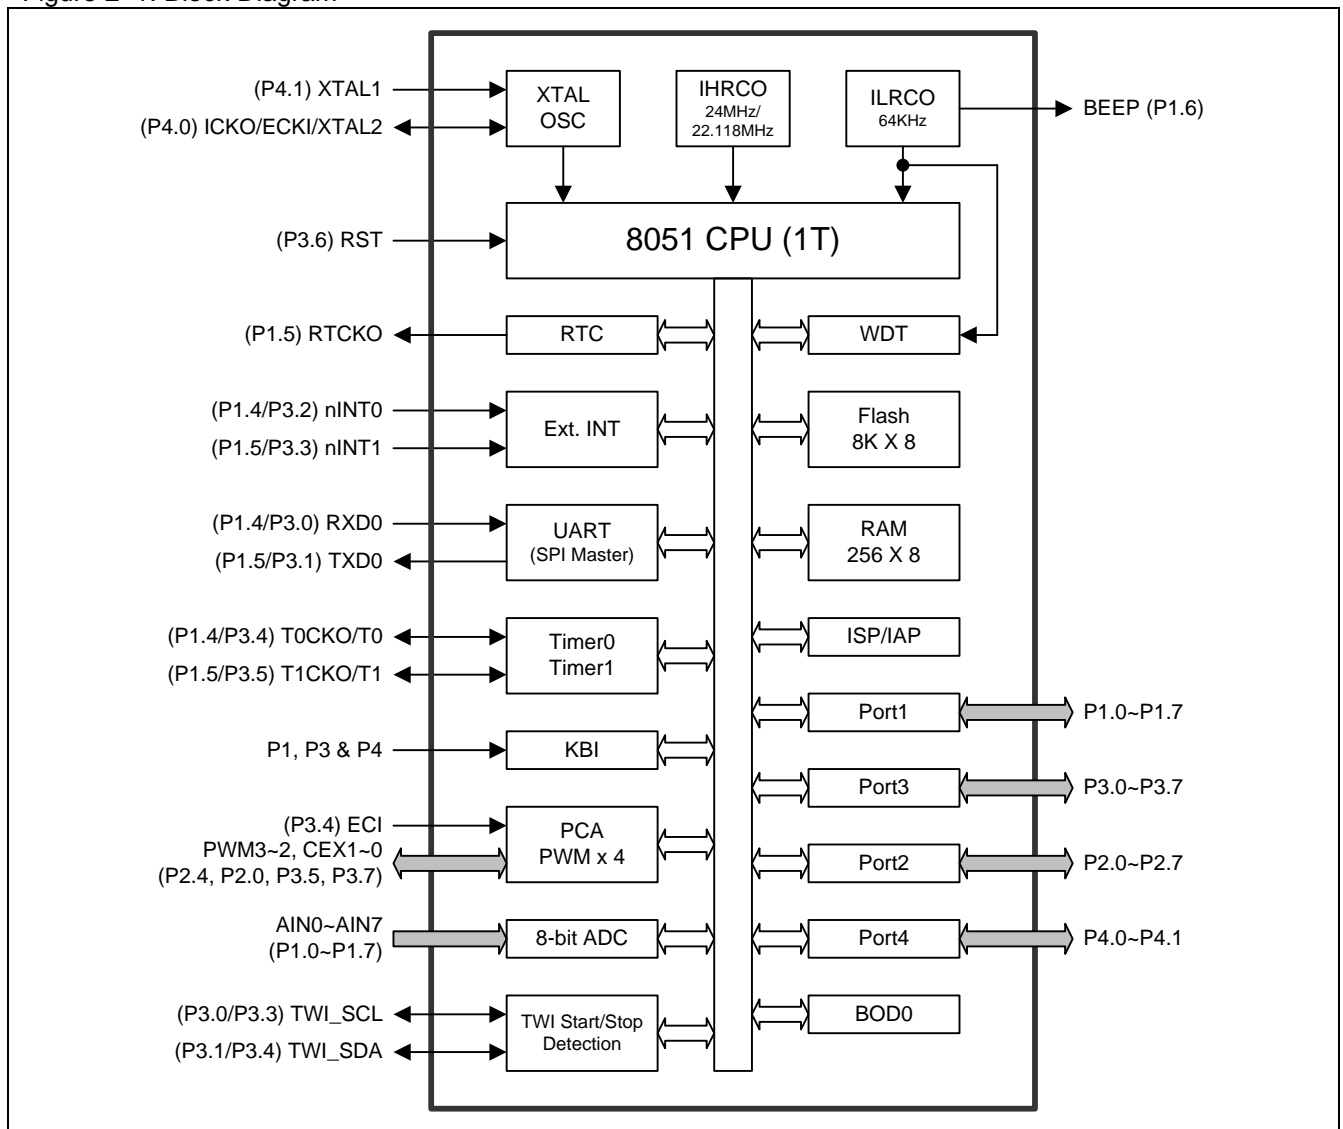 Figure 2-1. Block Diagram
(P4.1) XTAL1
(P4.0) ICKO/ECKI/XTAL2
XTAL
OSC
IHRCO
24MHz/
22.118MHz
ILRCO
64KHz
BEEP (P1.6)
(P3.6) RST
8051 CPU (1T)
(P1.5) RTCKO
RTC
WDT
(P1.4/P3.2) nINT0
(P1.5/P3.3) nINT1
Ext. INT
Flash
8K X 8
(P1.4/P3.0) RXD0
(P1.5/P3.1) TXD0
UART
(SPI Master)
RAM
256 X 8
(P1.4/P3.4) T0CKO/T0
(P1.5/P3.5) T1CKO/T1
Timer0
Timer1
ISP/IAP
Port1
P1.0~P1.7
P1, P3 & P4
KBI
Port3
P3.0~P3.7
(P3.4) ECI
PWM3~2, CEX1~0
(P2.4, P2.0, P3.5, P3.7)
PCA
PWM x 4
Port2
P2.0~P2.7
AIN0~AIN7
(P1.0~P1.7)
8-bit ADC
Port4
P4.0~P4.1
(P3.0/P3.3) TWI_SCL
(P3.1/P3.4) TWI_SDA
TWI Start/Stop
Detection
BOD0